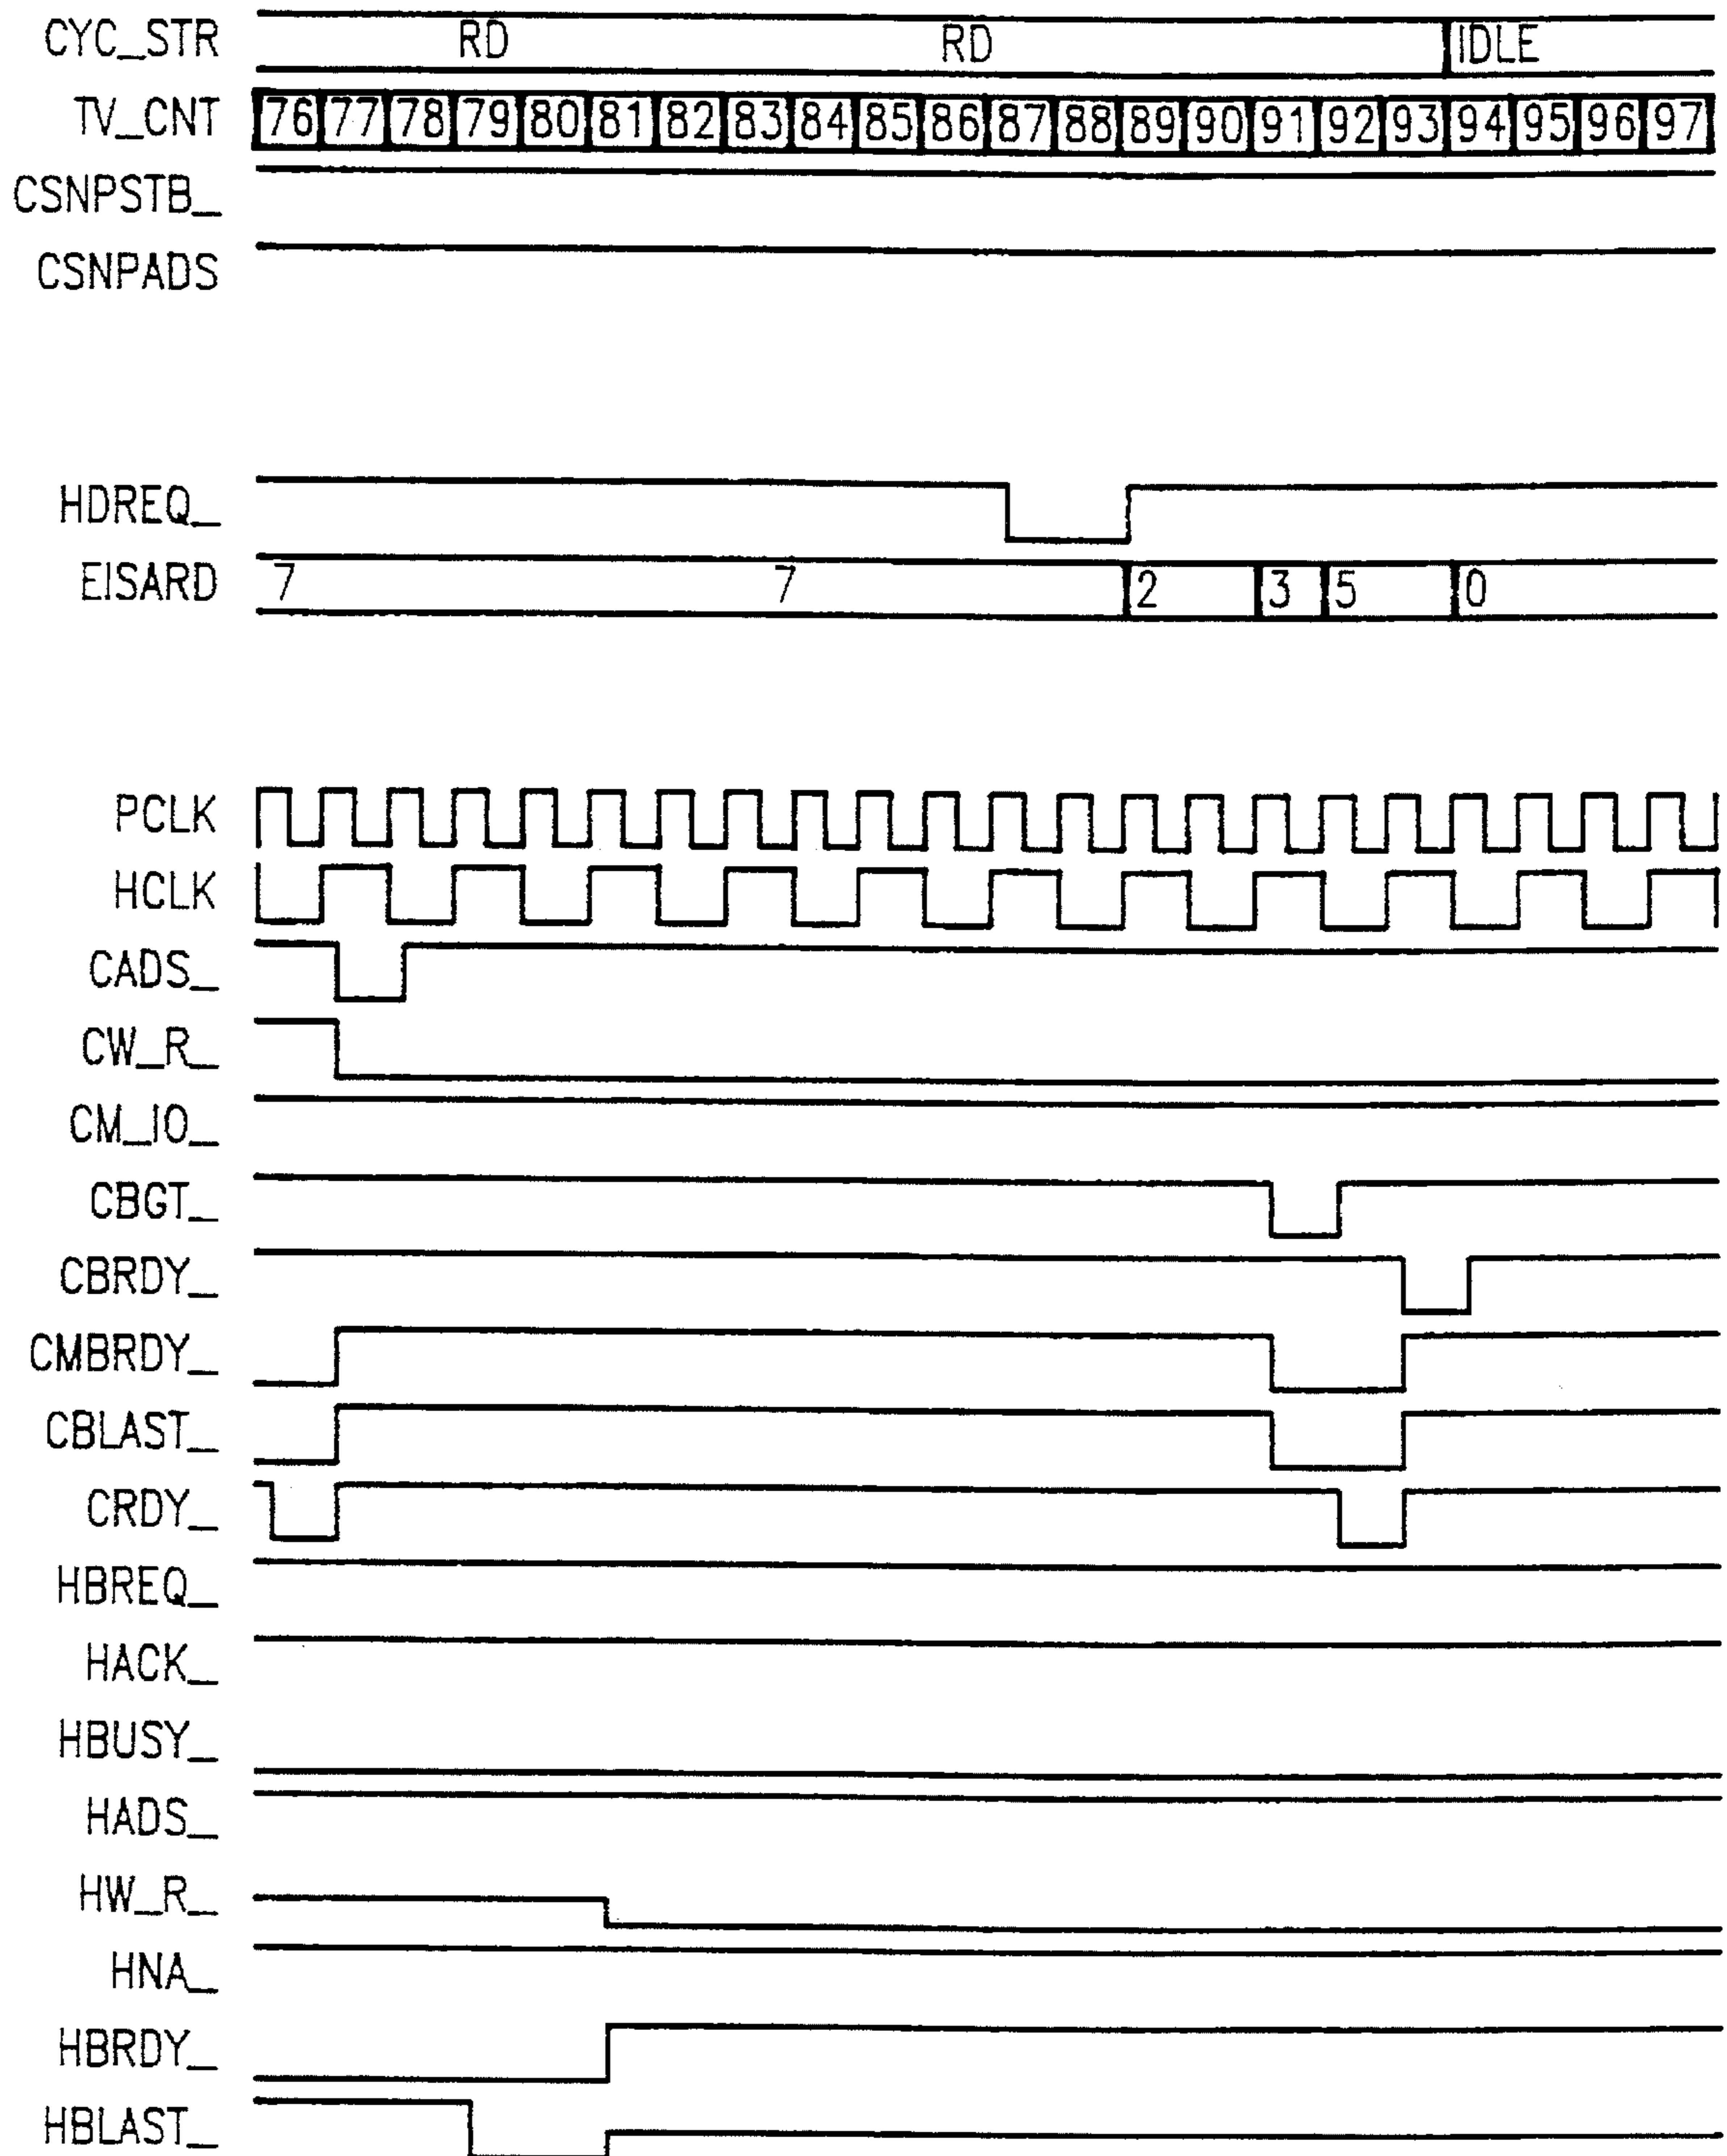 CYC_STR RD RD IDLE
TV_CNT 76 77 78 79 80 81 82 83 84 85 86 87 88 89 90 91 92 93 94 95 96 97
CSNPSTB_
CSNPADS
HDREQ_
EISARD 7 7 2 3 5 0
PCLK
HCLK
CADS_
CW_R_
CM_IO_
CBGT_
CBRDY_
CMBRDY_
CBLAST_
CRDY_
HBREQ_
HACK_
HBUSY_
HADS_
HW_R_
HNA_
HBRDY_
HBLAST_